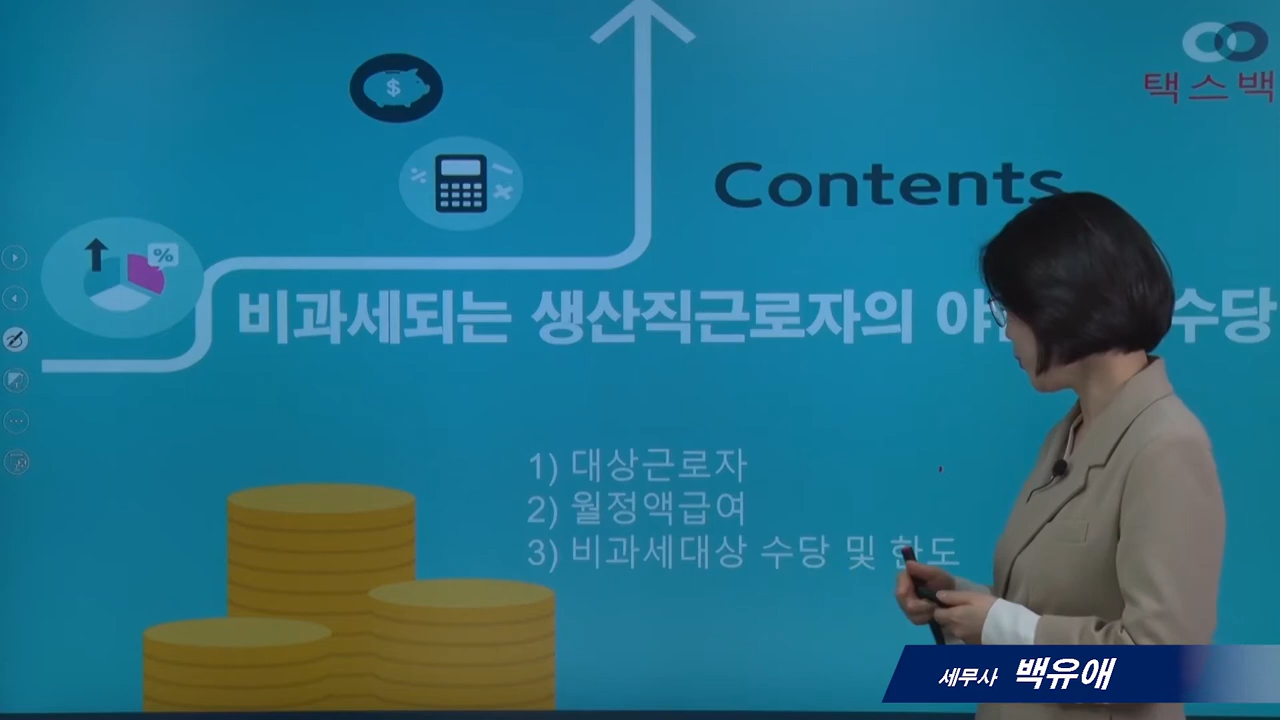 택스백
Contents
비과세되는 생산직근로자의 수당
1) 대상근로자
2) 월정액급여
3) 비과세대상 수당 및 한도
세무사 백유애